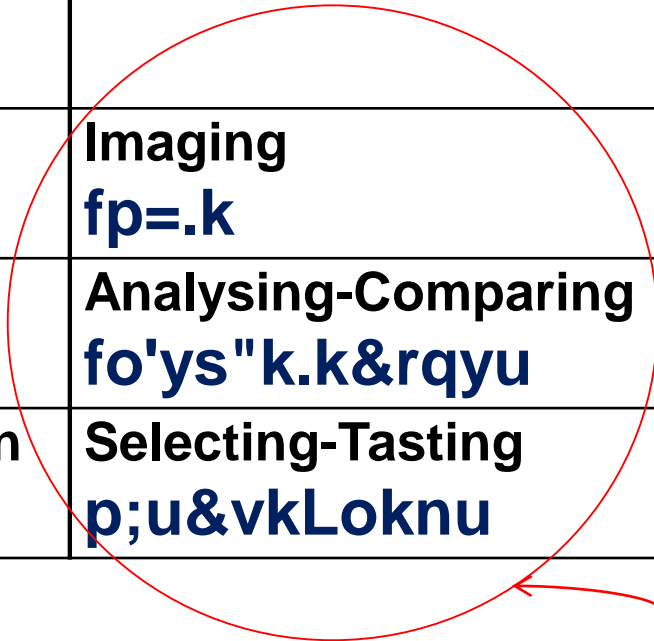 Imaging
fp=.k
Analysing-Comparing
fo'ys"k.k&rqyu
n Selecting-Tasting
p;u&vkLoknu